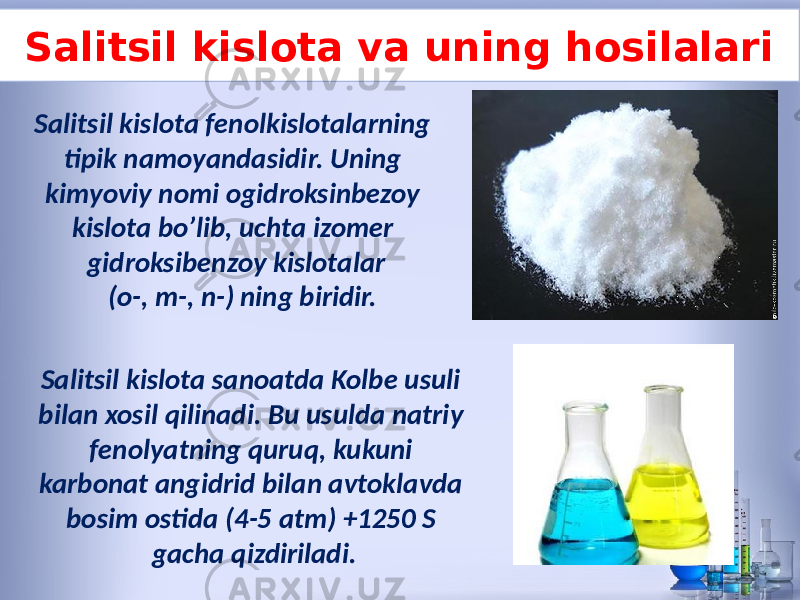 Salitsil kislota va uning hosilalari
Salitsil kislota fenolkislotalarning
tipik namoyandasidir. Uning
kimyoviy nomi ogidroksinbezoy
kislota bo’lib, uchta izomer
gidroksibenzoy kislotalar
(o-, m-, n-) ning biridir.
Salitsil kislota sanoatda Kolbe usuli
bilan xosil qilinadi. Bu usulda natriy
fenolyatning quruq, kukuni
karbonat angidrid bilan avtoklavda
bosim ostida (4-5 atm) +1250 S
gacha qizdiriladi.
ARXIV.UZ
ARXIV.UZ
ARXIV.UZ
ARXIV.UZ